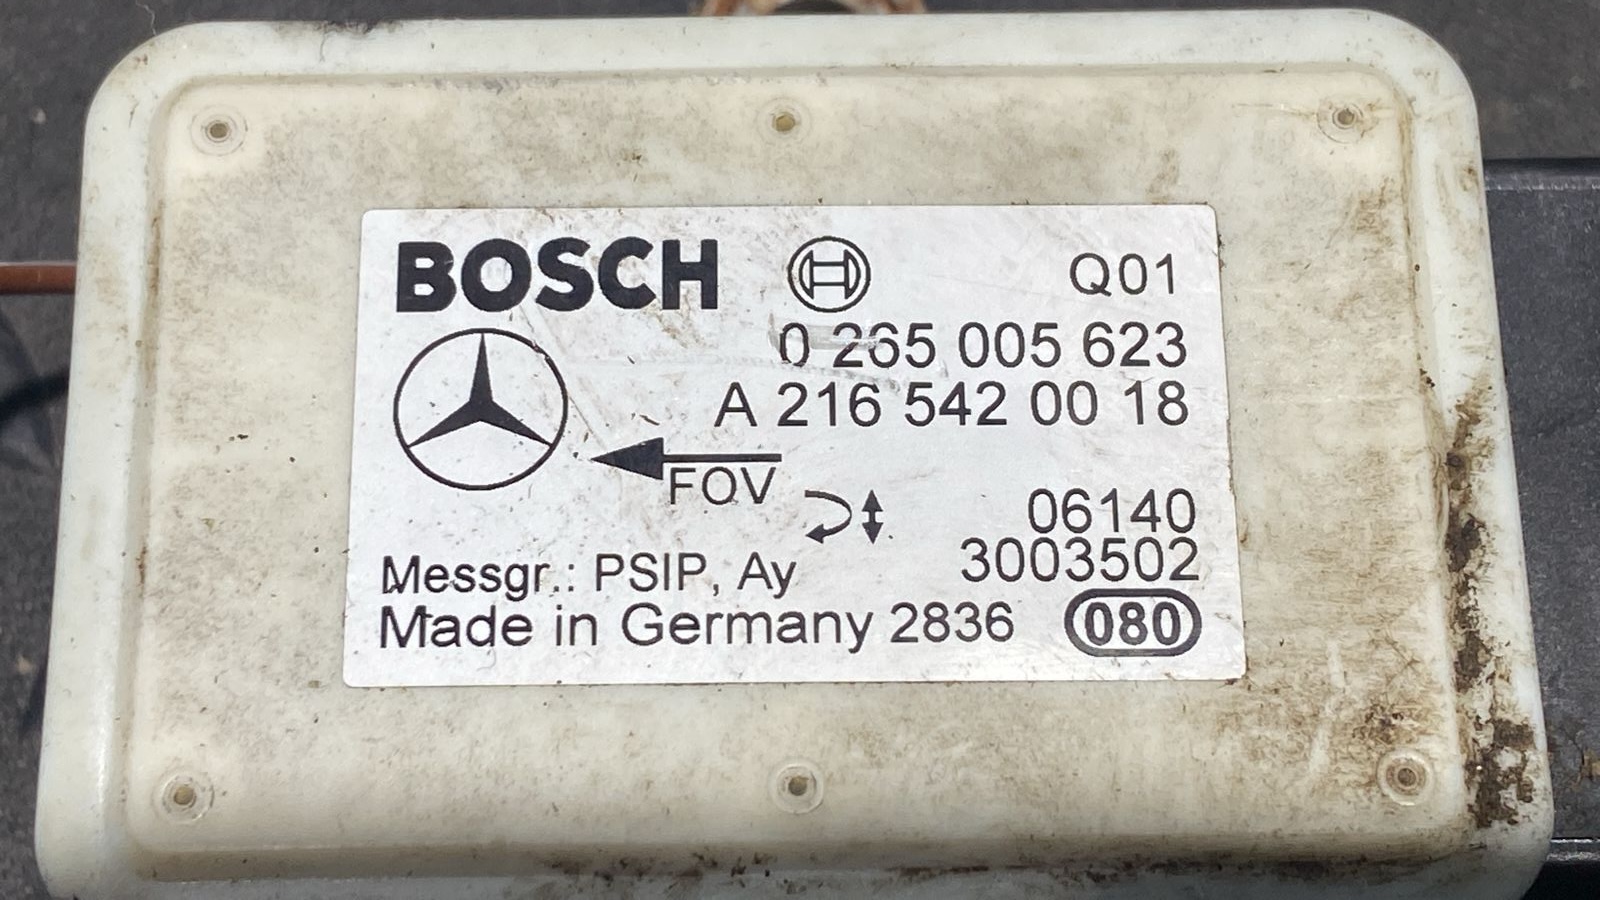 BOSCH Q01
0 265 005 623
A 216 542 00 18
FOV
06140
3003502
Messgr.: PSIP, Ay
Made in Germany 2836 080